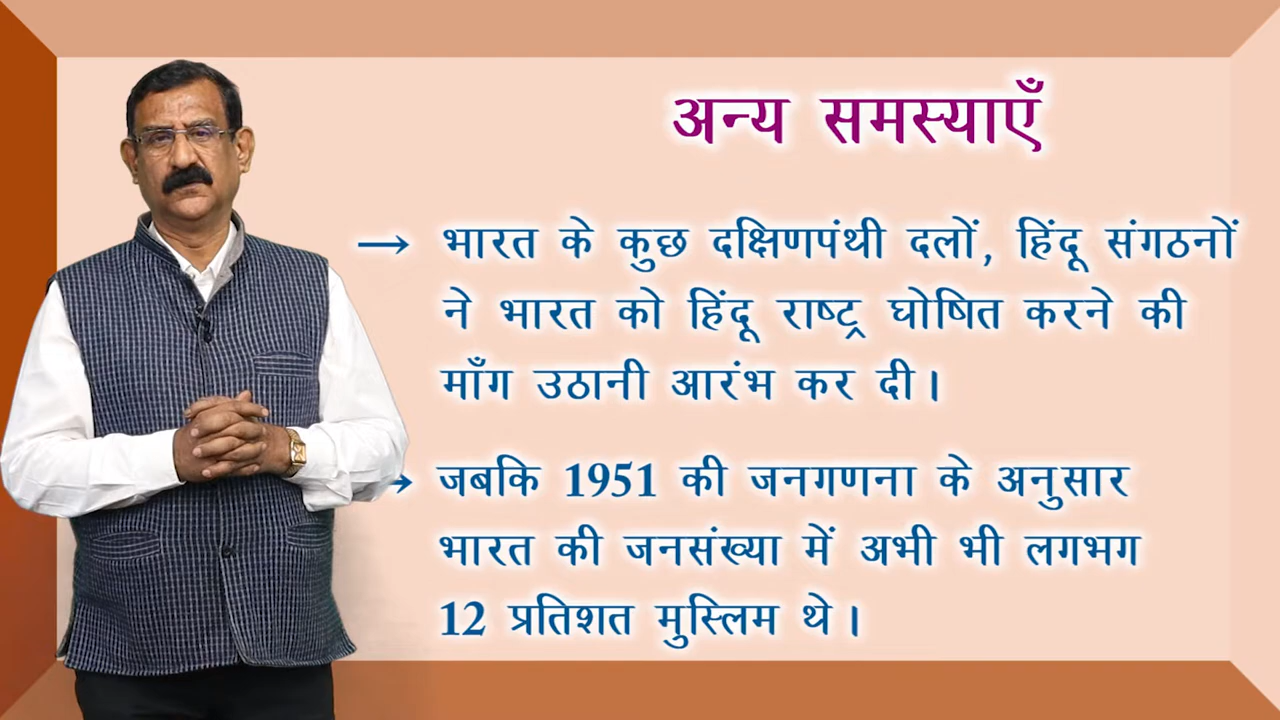 अन्य समस्याएँ
→ भारत के कुछ दक्षिणपंथी दलों, हिंदू संगठनों
ने भारत को हिंदू राष्ट्र घोषित करने की
माँग उठानी आरंभ कर दी।
→ जबकि 1951 की जनगणना के अनुसार
भारत की जनसंख्या में अभी भी लगभग
12 प्रतिशत मुस्लिम थे।